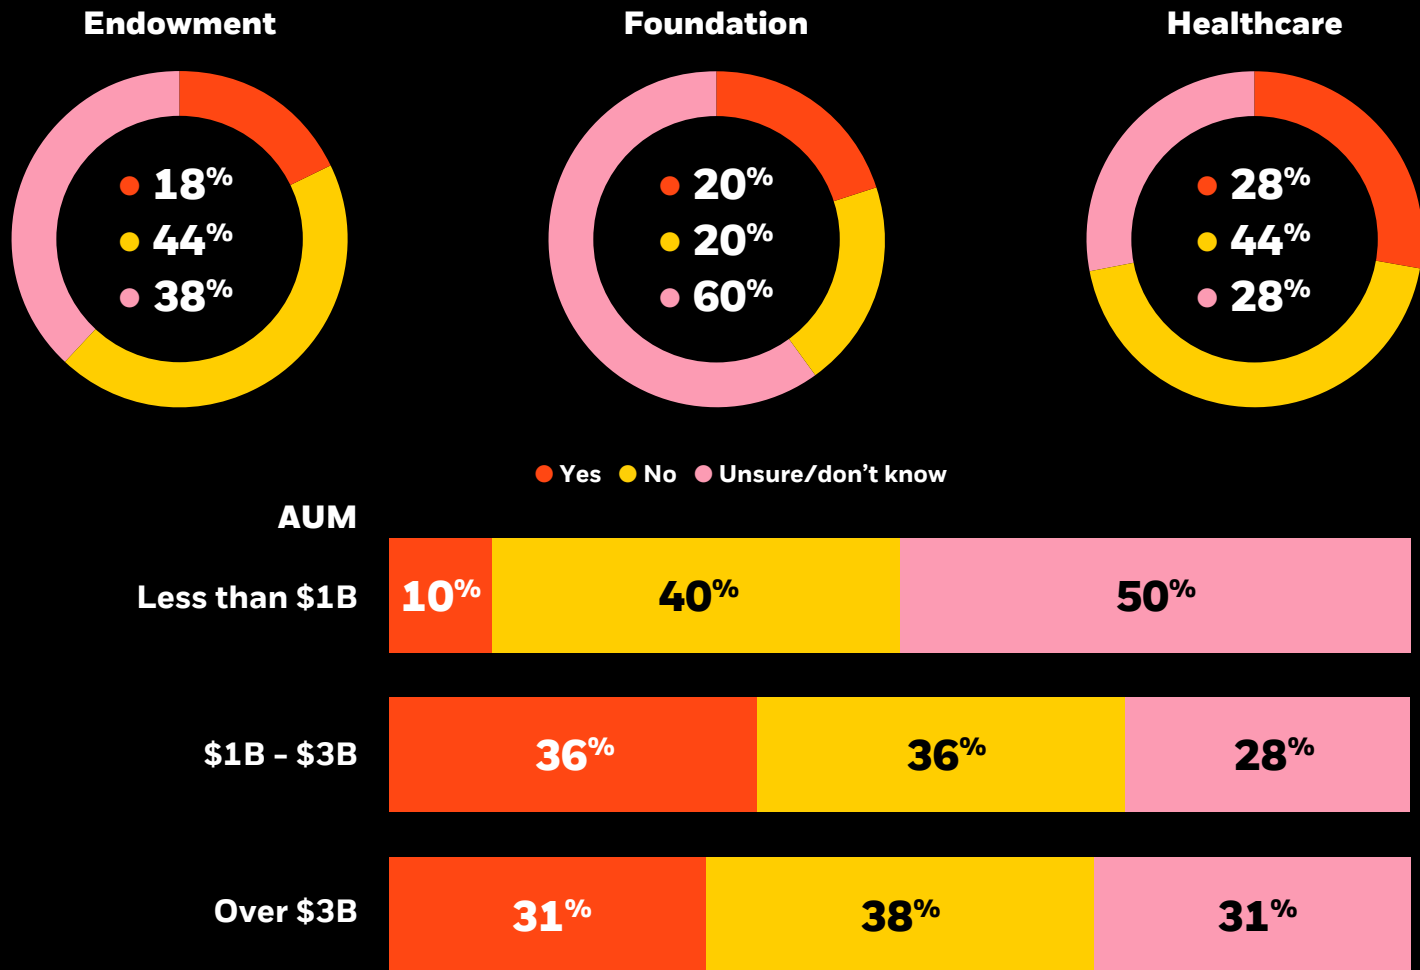 Endowment
Foundation
Healthcare
18%
44%
38%
20%
20%
60%
28%
44%
28%
Yes No Unsure/don’t know
AUM
Less than $1B 10% 40% 50%
$1B – $3B 36% 36% 28%
Over $3B 31% 38% 31%